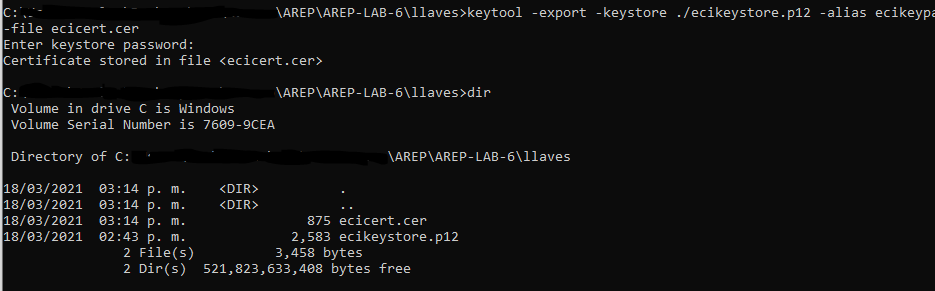 C:\ \AREP\AREP-LAB-6\llaves>keytool -export -keystore ./ecikeystore.p12 -alias ecikeypa
-file ecicert.cer
Enter keystore password:
Certificate stored in file <ecicert.cer>
C: \AREP\AREP-LAB-6\llaves>dir
Volume in drive C is Windows
Volume Serial Number is 7609-9CEA
Directory of C: \AREP\AREP-LAB-6\llaves
18/03/2021 03:14 p. m. <DIR> .
18/03/2021 03:14 p. m. <DIR> ..
18/03/2021 03:14 p. m. 875 ecicert.cer
18/03/2021 02:43 p. m. 2,583 ecikeystore.p12
2 File(s) 3,458 bytes
2 Dir(s) 521,823,633,408 bytes free